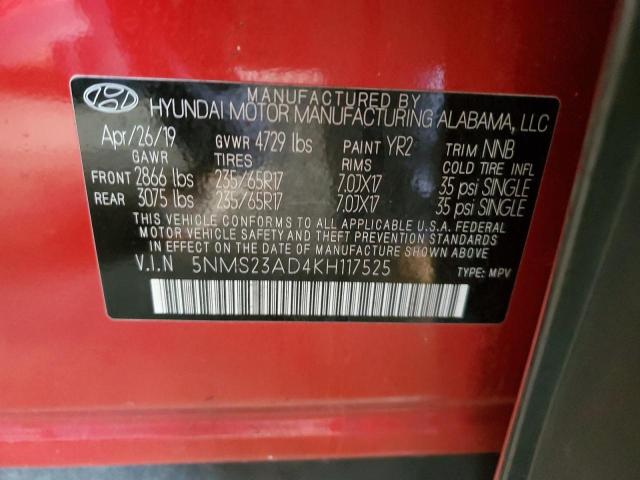 MANUFACTURED BY
HYUNDAI MOTOR MANUFACTURING ALABAMA, LLC
Apr/26/19 GVWR 4729 lbs PAINT YR2 TRIM NNB
GAWR TIRES RIMS COLD TIRE INFL
FRONT 2866 lbs 235/65R17 7.0JX17 35 psi SINGLE
REAR 3075 lbs 235/65R17 7.0JX17 35 psi SINGLE
THIS VEHICLE CONFORMS TO ALL APPLICABLE U.S.A. FEDERAL
MOTOR VEHICLE SAFETY, BUMPER, AND THEFT PREVENTION STANDARDS
IN EFFECT ON THE DATE OF MANUFACTURE SHOWN ABOVE.
V.I.N 5NMS23AD4KH117525 TYPE: MPV